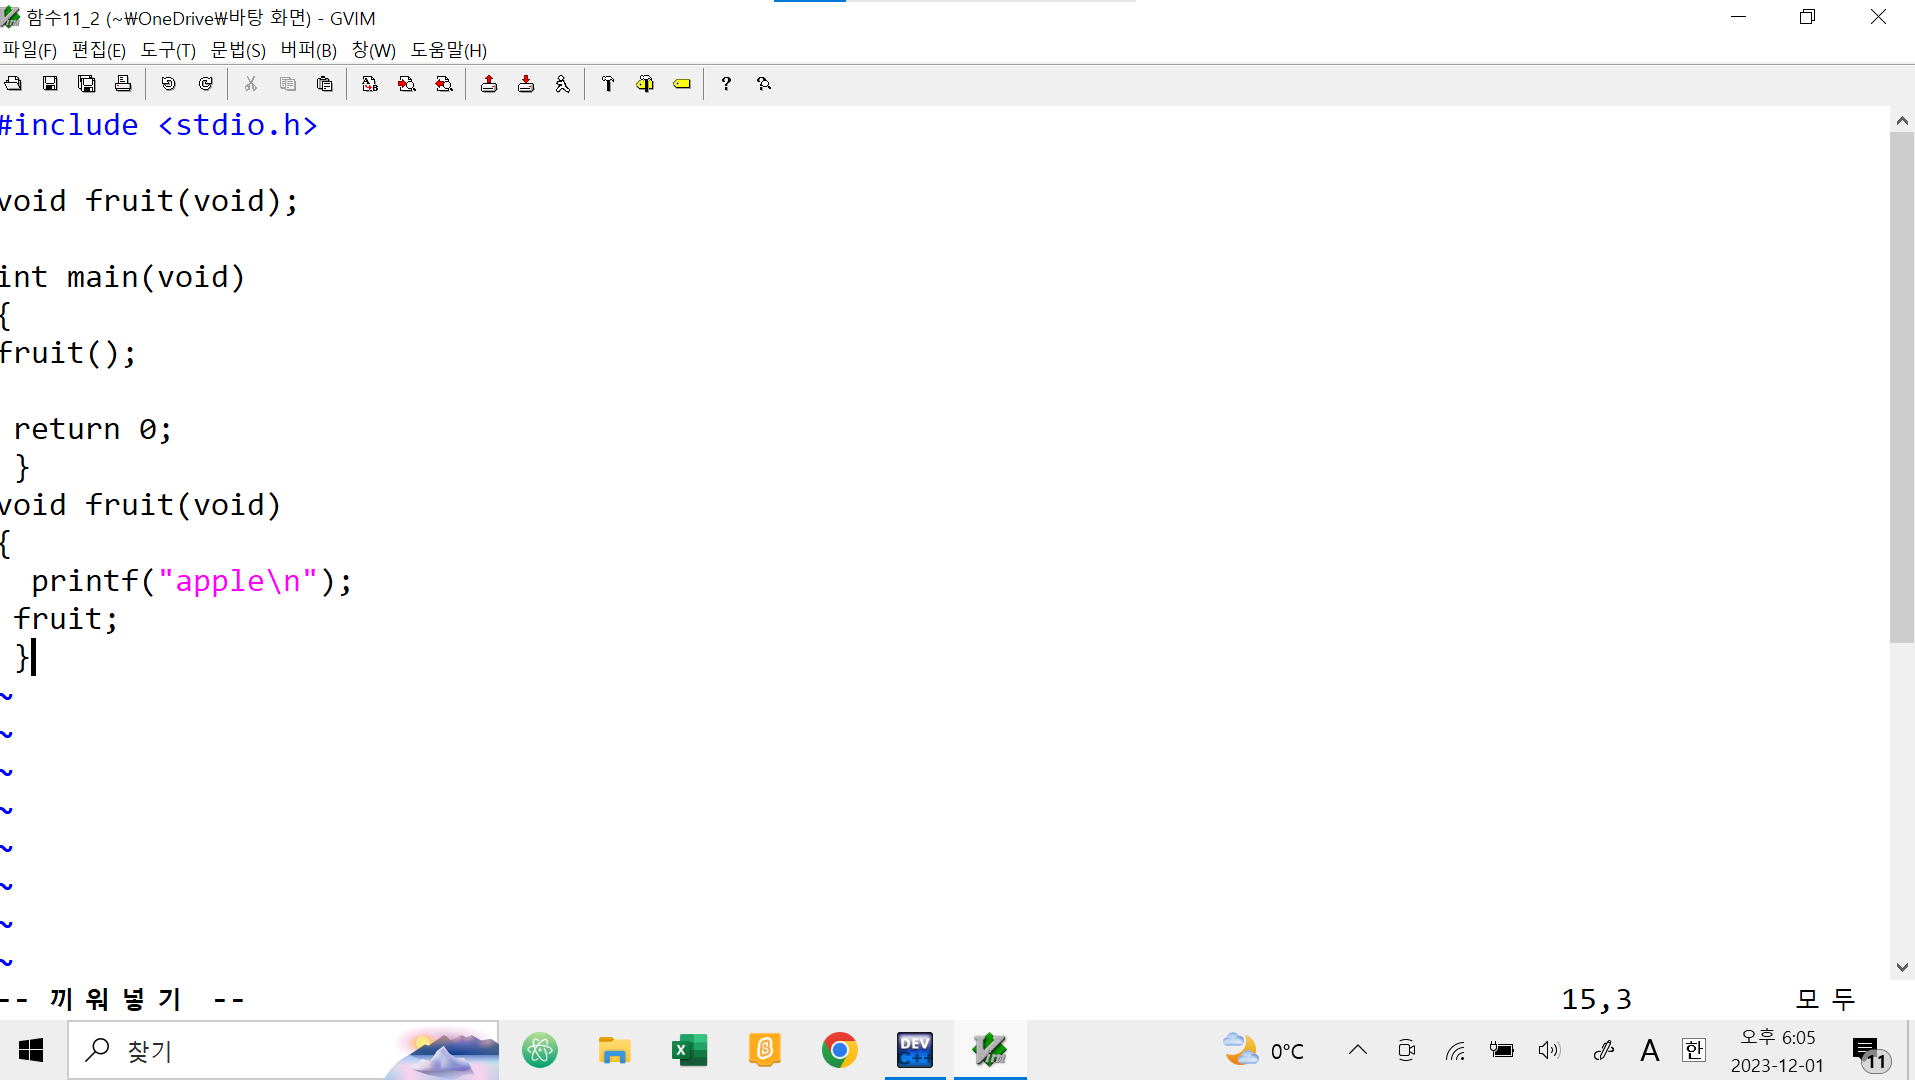 함수11_2 (~₩OneDrive₩바탕 화면) - GVIM
파일(F) 편집(E) 도구(T) 문법(S) 버퍼(B) 창(W) 도움말(H)
#include <stdio.h>
void fruit(void);
int main(void)
{
fruit();
return 0;
}
void fruit(void)
{
printf("apple\n");
fruit;
}
~
~
~
~
~
~
~
~
-- 끼워넣기 -- 15,3 모두
찾기 DEV C++ 0°C A 한 오후 6:05
2023-12-01 11